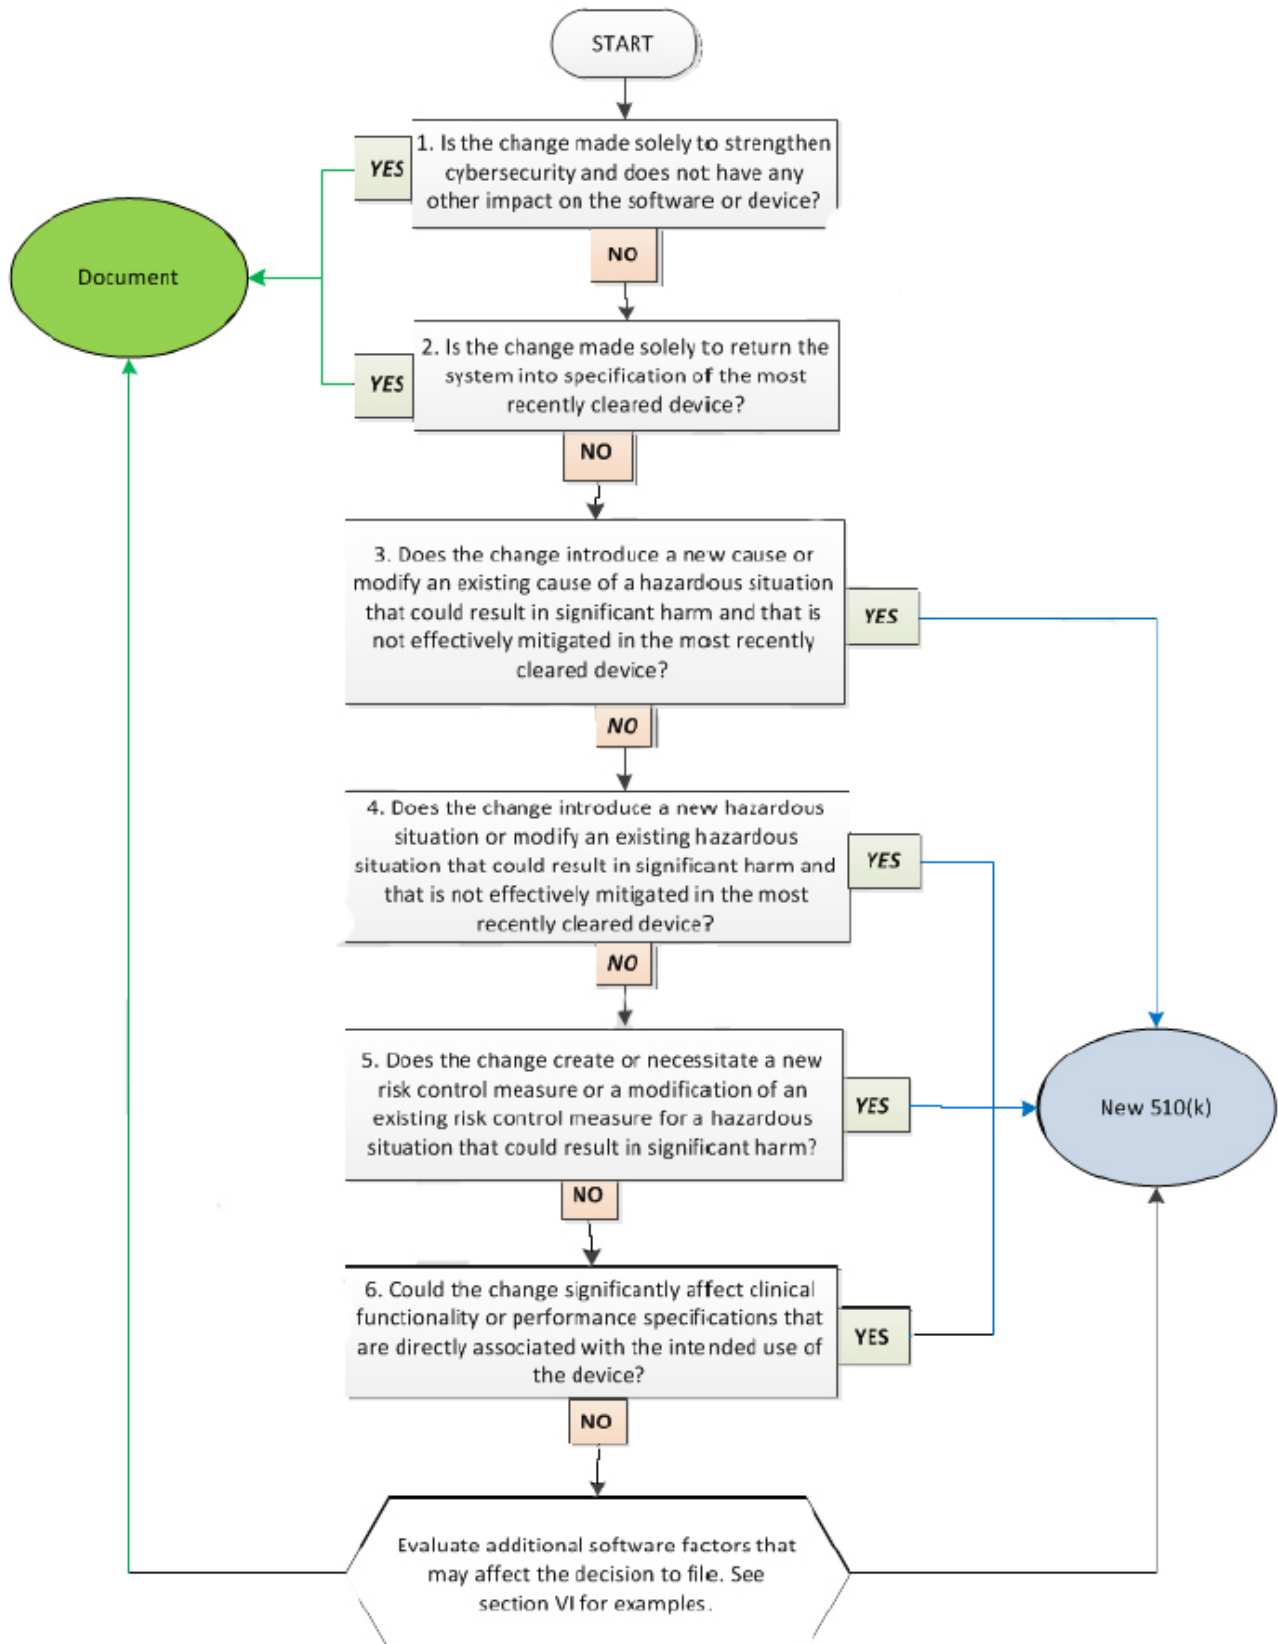 START
1. Is the change made solely to strengthen
cybersecurity and does not have any
other impact on the software or device?
YES
NO
Document
2. Is the change made solely to return the
system into specification of the most
recently cleared device?
YES
NO
3. Does the change introduce a new cause or
modify an existing cause of a hazardous situation
that could result in significant harm and that is
not effectively mitigated in the most recently
cleared device?
YES
NO
4. Does the change introduce a new hazardous
situation or modify an existing hazardous
situation that could result in significant harm and
that is not effectively mitigated in the most
recently cleared device?
YES
NO
5. Does the change create or necessitate a new
risk control measure or a modification of an
existing risk control measure for a hazardous
situation that could result in significant harm?
YES
New 510(k)
NO
6. Could the change significantly affect clinical
functionality or performance specifications that
are directly associated with the intended use of
the device?
YES
NO
Evaluate additional software factors that
may affect the decision to file. See
section VI for examples.